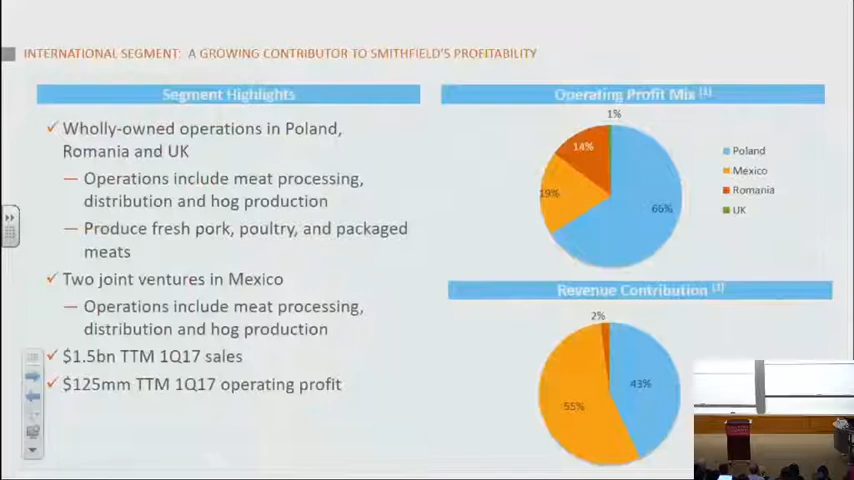 INTERNATIONAL SEGMENT: A GROWING CONTRIBUTOR TO SMITHFIELD'S PROFITABILITY
Segment Highlights
Wholly-owned operations in Poland,
Romania and UK
— Operations include meat processing,
distribution and hog production
— Produce fresh pork, poultry, and packaged
meats
Two joint ventures in Mexico
— Operations include meat processing,
distribution and hog production
$1.5bn TTM 1Q17 sales
$125mm TTM 1Q17 operating profit
Operating Profit Mix (1)
1%
14%
19%
66%
Poland
Mexico
Romania
UK
Revenue Contribution
2%
43%
55%